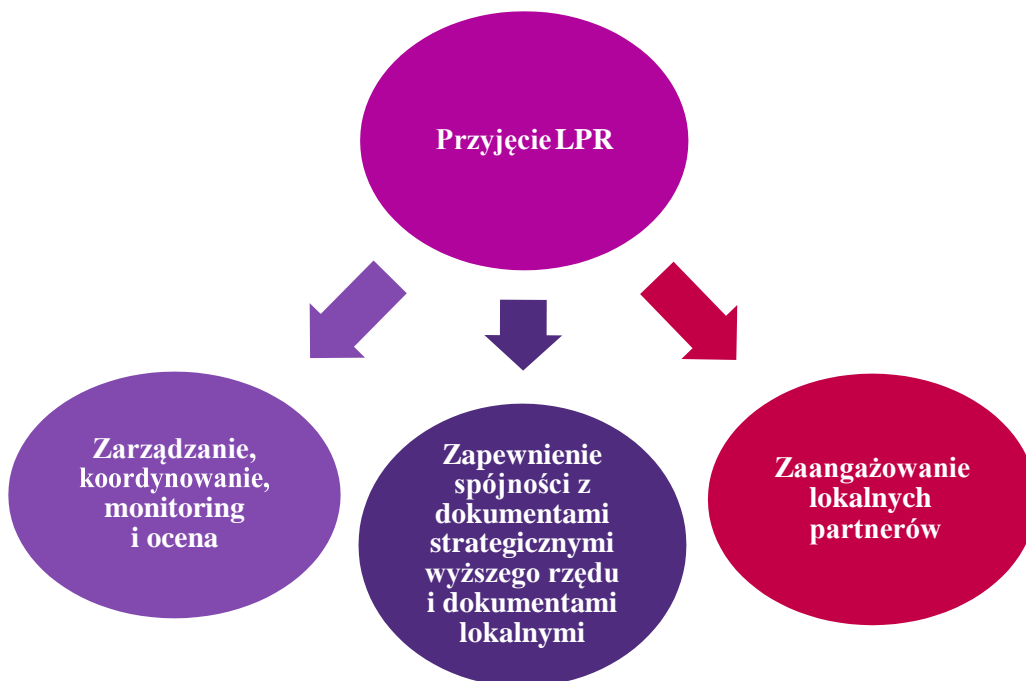 Przyjęcie LPR
Zarządzanie,
koordynowanie,
monitoring
i ocena
Zapewnienie
spójności z
dokumentami
strategicznymi
wyższego rzędu
i dokumentami
lokalnymi
Zaangażowanie
lokalnych
partnerów